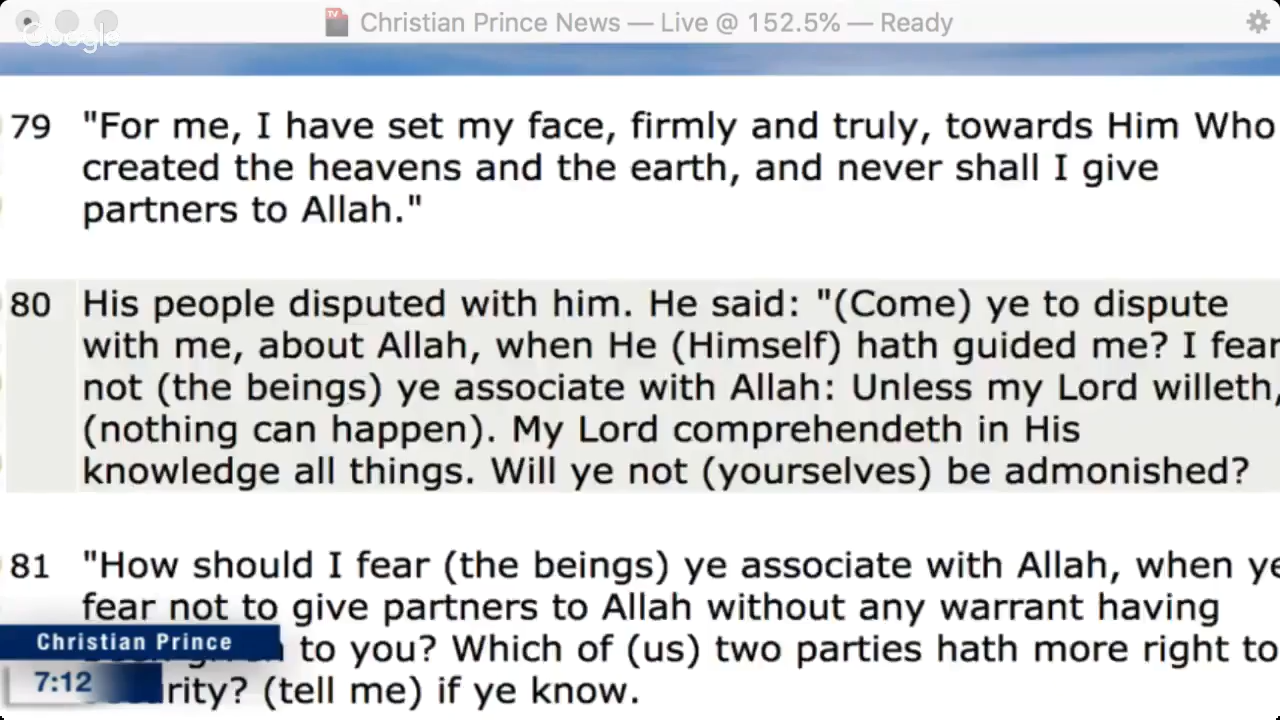 Christian Prince News — Live @ 152.5% — Ready
Google
79 "For me, I have set my face, firmly and truly, towards Him Who
created the heavens and the earth, and never shall I give
partners to Allah."
80 His people disputed with him. He said: "(Come) ye to dispute
with me, about Allah, when He (Himself) hath guided me? I fear
not (the beings) ye associate with Allah: Unless my Lord willeth,
(nothing can happen). My Lord comprehendeth in His
knowledge all things. Will ye not (yourselves) be admonished?
81 "How should I fear (the beings) ye associate with Allah, when ye
fear not to give partners to Allah without any warrant having
Christian Prince
to you? Which of (us) two parties hath more right to
7:12
rity? (tell me) if ye know.